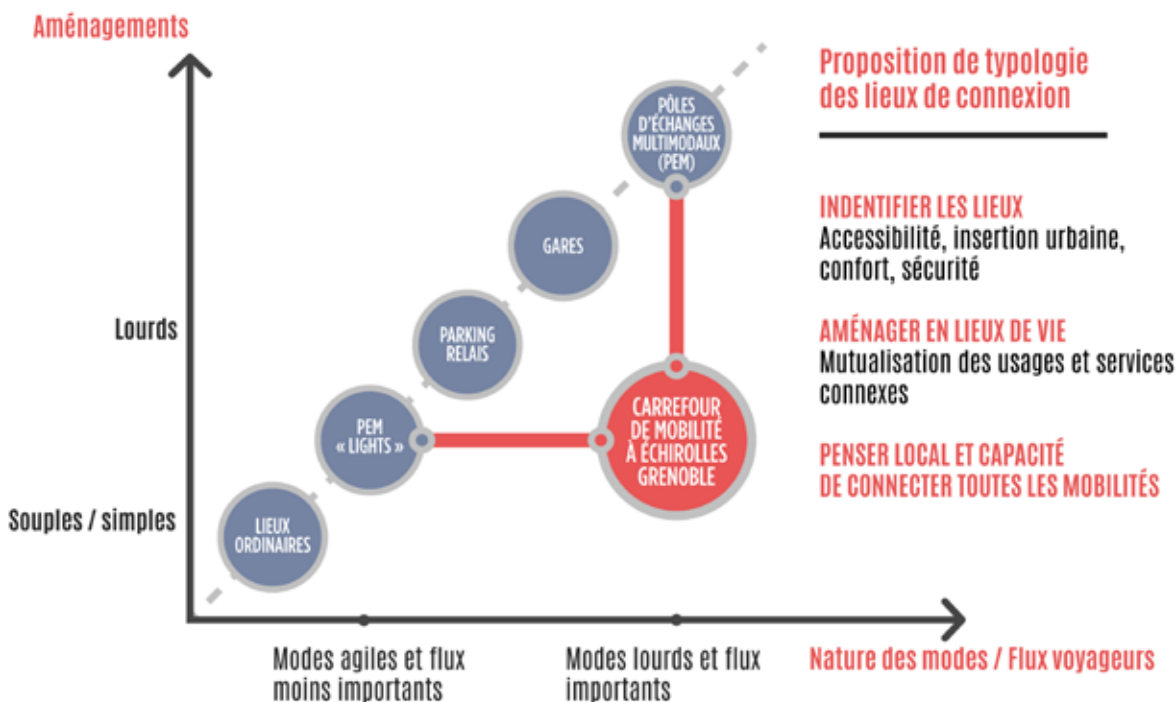 Aménagements
Proposition de typologie
des lieux de connexion
PÔLES
D'ÉCHANGES
MULTIMODAUX
(PEM)
INDENTIFIER LES LIEUX
Accessibilité, insertion urbaine,
confort, sécurité
GARES
Lourds
PARKING
RELAIS
AMÉNAGER EN LIEUX DE VIE
Mutualisation des usages et services
connexes
PEM
« LIGHTS »
CARREFOUR
DE MOBILITÉ
À ÉCHIROLLES
GRENOBLE
PENSER LOCAL ET CAPACITÉ
DE CONNECTER TOUTES LES MOBILITÉS
Souples / simples
LIEUX
ORDINAIRES
Modes agiles et flux
moins importants
Modes lourds et flux
importants
Nature des modes / Flux voyageurs